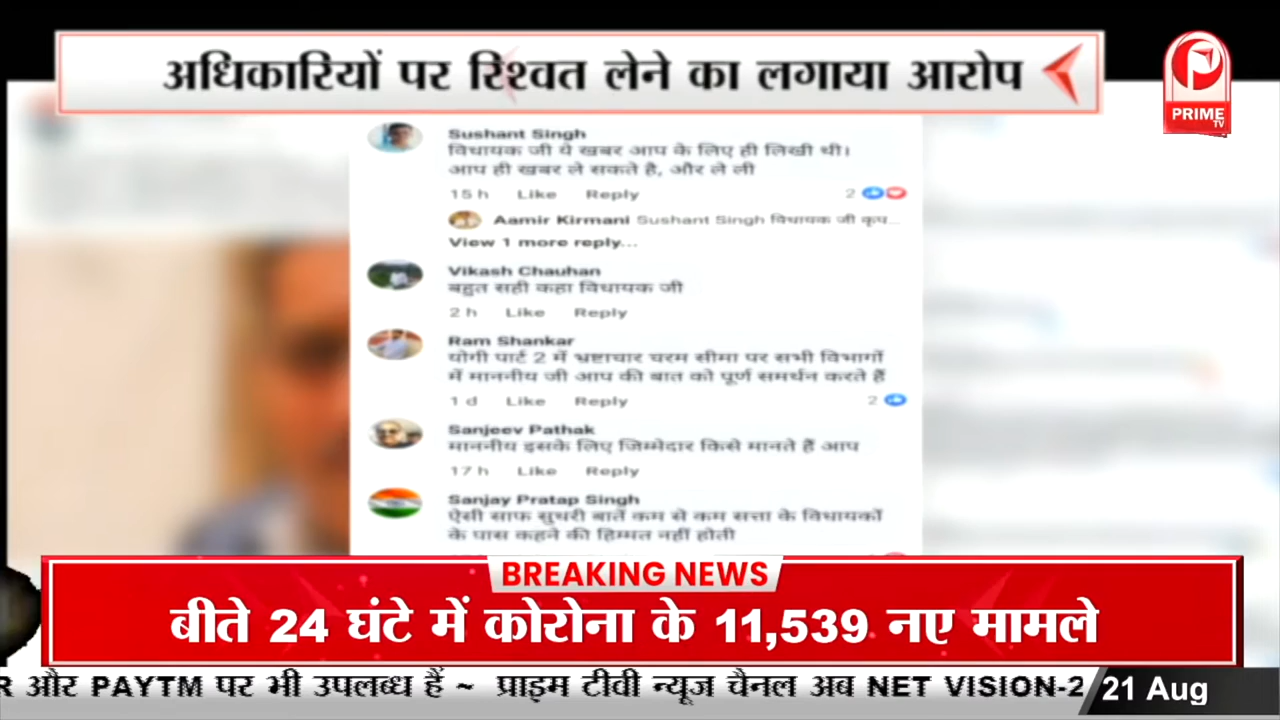 अधिकारियों पर रिश्वत लेने का लगाया आरोप
PRIME
TV
Sushant Singh
विधायक जी ये खबर आप के लिए ही लिखी थी।
आप ही खबर ले सकते है, और ले ली
15 h Like Reply 2
Aamir Kirmani Sushant Singh विधायक जी कृप...
View 1 more reply...
Vikash Chauhan
बहुत सही कहा विधायक जी
2 h Like Reply
Ram Shankar
योगी पार्ट 2 में भ्रष्टाचार चरम सीमा पर सभी विभागों
में माननीय जी आप की बात को पूर्ण समर्थन करते हैं
1 d Like Reply 2
Sanjeev Pathak
माननीय इसके लिए जिम्मेदार किसे मानते हैं आप
17 h Like Reply
Sanjay Pratap Singh
ऐसी साफ सुथरी बातें कम से कम सत्ता के विधायकों
के पास कहने की हिम्मत नहीं होती
BREAKING NEWS
बीते 24 घंटे में कोरोना के 11,539 नए मामले
R और PAYTM पर भी उपलब्ध हैं ~ प्राइम टीवी न्यूज चैनल अब NET VISION-2
21 Aug